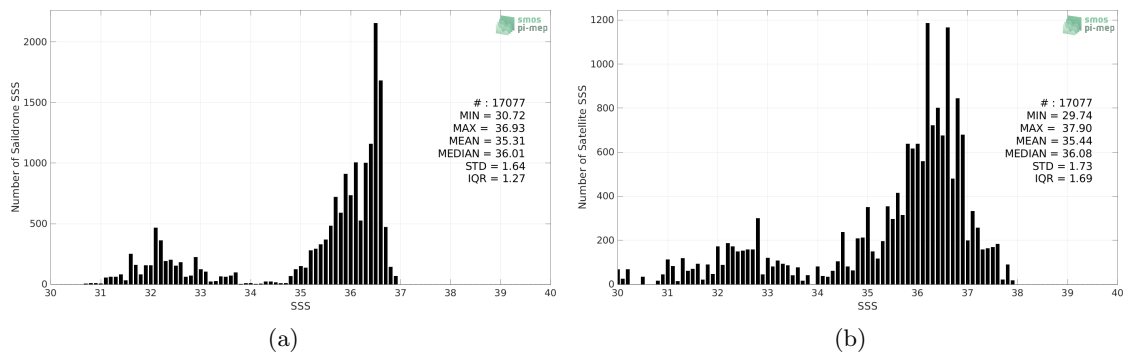 smos
pi-mep
Number of Saildrone SSS
2000
1500
1000
500
0
# : 17077
MIN = 30.72
MAX = 36.93
MEAN = 35.31
MEDIAN = 36.01
STD = 1.64
IQR = 1.27
30 31 32 33 34 35 36 37 38 39 40
SSS
(a)
smos
pi-mep
Number of Satellite SSS
1200
1000
800
600
400
200
0
# : 17077
MIN = 29.74
MAX = 37.90
MEAN = 35.44
MEDIAN = 36.08
STD = 1.73
IQR = 1.69
30 31 32 33 34 35 36 37 38 39 40
SSS
(b)